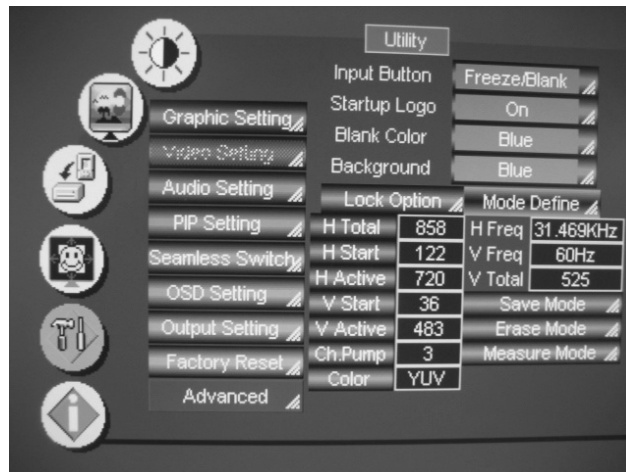 Utility
Input Button Freeze/Blank
Startup Logo On
Blank Color Blue
Background Blue
Graphic Setting
Video Setting
Audio Setting
PIP Setting
Seamless Switch
OSD Setting
Output Setting
Factory Reset
Advanced
Lock Option Mode Define
H Total 858 H Freq 31.469KHz
H Start 122 V Freq 60Hz
H Active 720 V Total 525
V Start 36 Save Mode
V Active 483 Erase Mode
Ch.Pump 3 Measure Mode
Color YUV